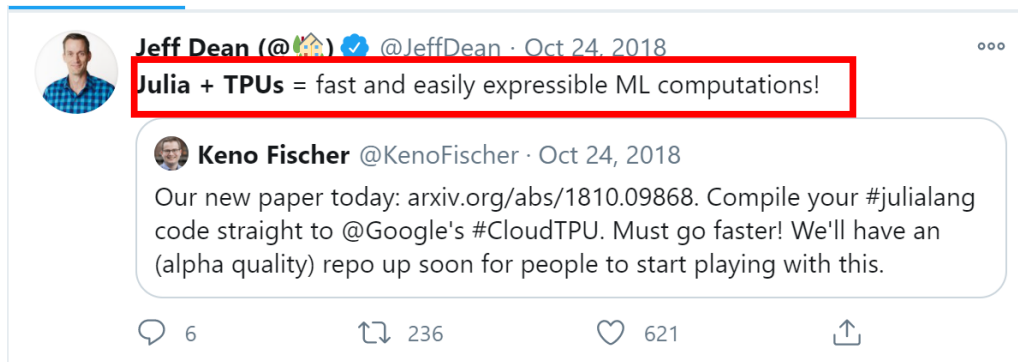 Jeff Dean (@🏡) @JeffDean · Oct 24, 2018
Julia + TPUs = fast and easily expressible ML computations!
Keno Fischer @KenoFischer · Oct 24, 2018
Our new paper today: arxiv.org/abs/1810.09868. Compile your #julialang
code straight to @Google's #CloudTPU. Must go faster! We'll have an
(alpha quality) repo up soon for people to start playing with this.
6 236 621